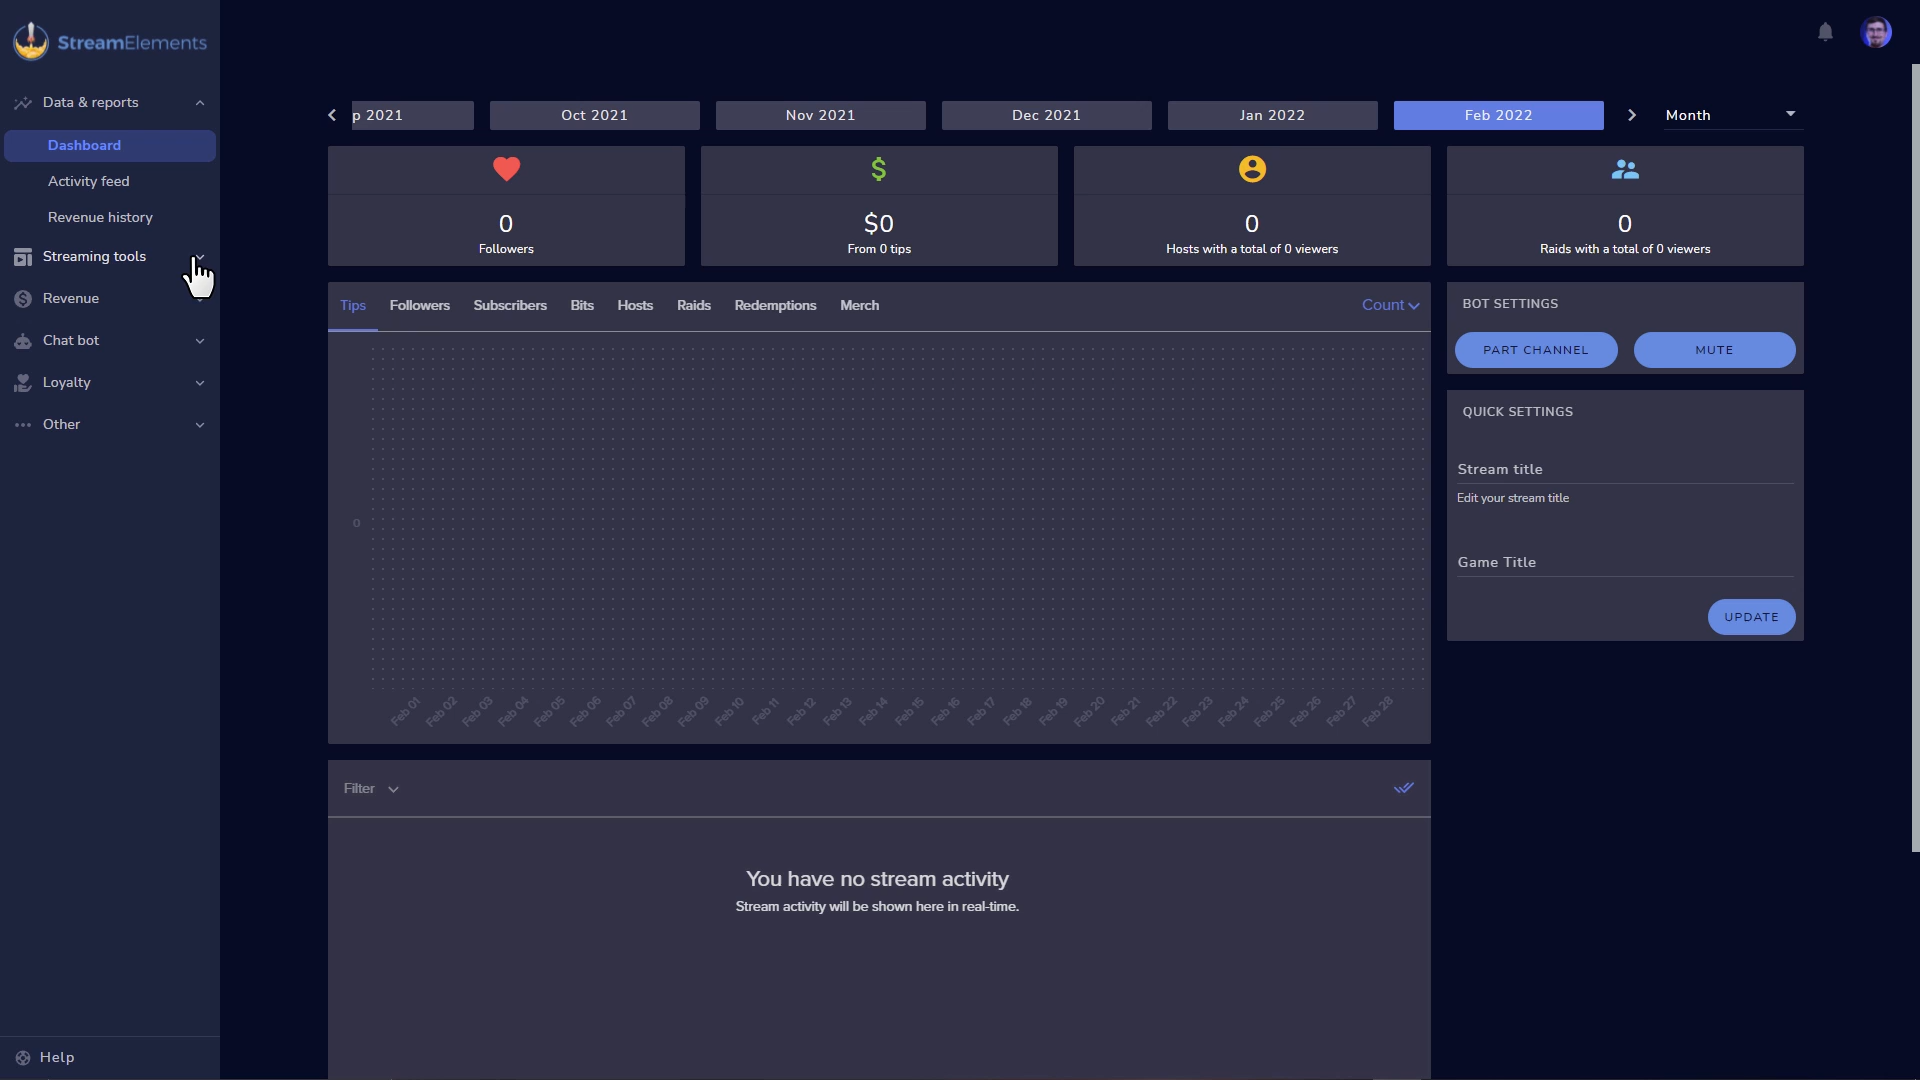 StreamElements
Data & reports
Dashboard
Activity feed
Revenue history
Streaming tools
Revenue
Chat bot
Loyalty
Other
Help
p 2021
Oct 2021
Nov 2021
Dec 2021
Jan 2022
Feb 2022
Month
0
Followers
$0
From 0 tips
0
Hosts with a total of 0 viewers
0
Raids with a total of 0 viewers
Tips
Followers
Subscribers
Bits
Hosts
Raids
Redemptions
Merch
Count
0
Feb 01
Feb 02
Feb 03
Feb 04
Feb 05
Feb 06
Feb 07
Feb 08
Feb 09
Feb 10
Feb 11
Feb 12
Feb 13
Feb 14
Feb 15
Feb 16
Feb 17
Feb 18
Feb 19
Feb 20
Feb 21
Feb 22
Feb 23
Feb 24
Feb 25
Feb 26
Feb 27
Feb 28
BOT SETTINGS
PART CHANNEL
MUTE
QUICK SETTINGS
Stream title
Edit your stream title
Game Title
UPDATE
Filter
You have no stream activity
Stream activity will be shown here in real-time.